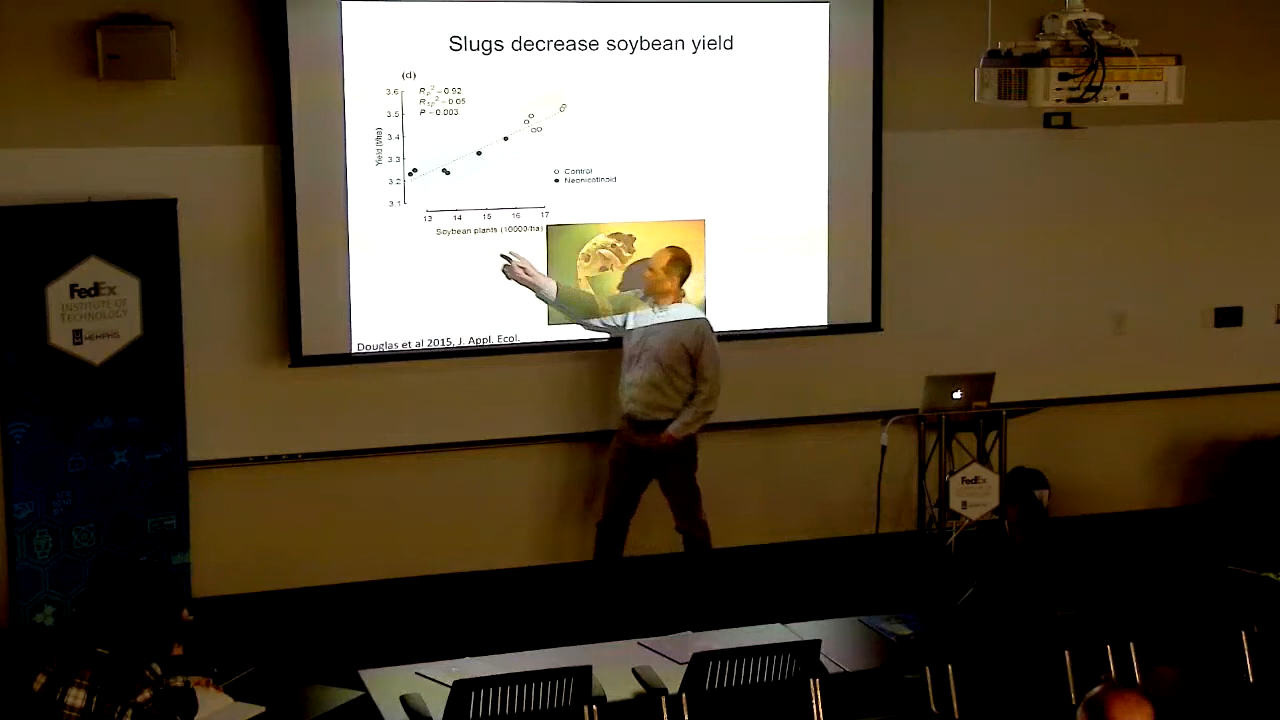 Slugs decrease soybean yield
(d)
Rp² = 0.92
P = 0.003
3.6
3.5
3.4
3.3
3.2
3.1
Yield (t/ha)
13 14 15 16 17
Soybean plants (10000/ha)
Control
Neonicotinoid
Douglas et al 2015, J. Appl. Ecol.
FedEx
INSTITUTE OF
TECHNOLOGY
MEMPHIS
FedEx